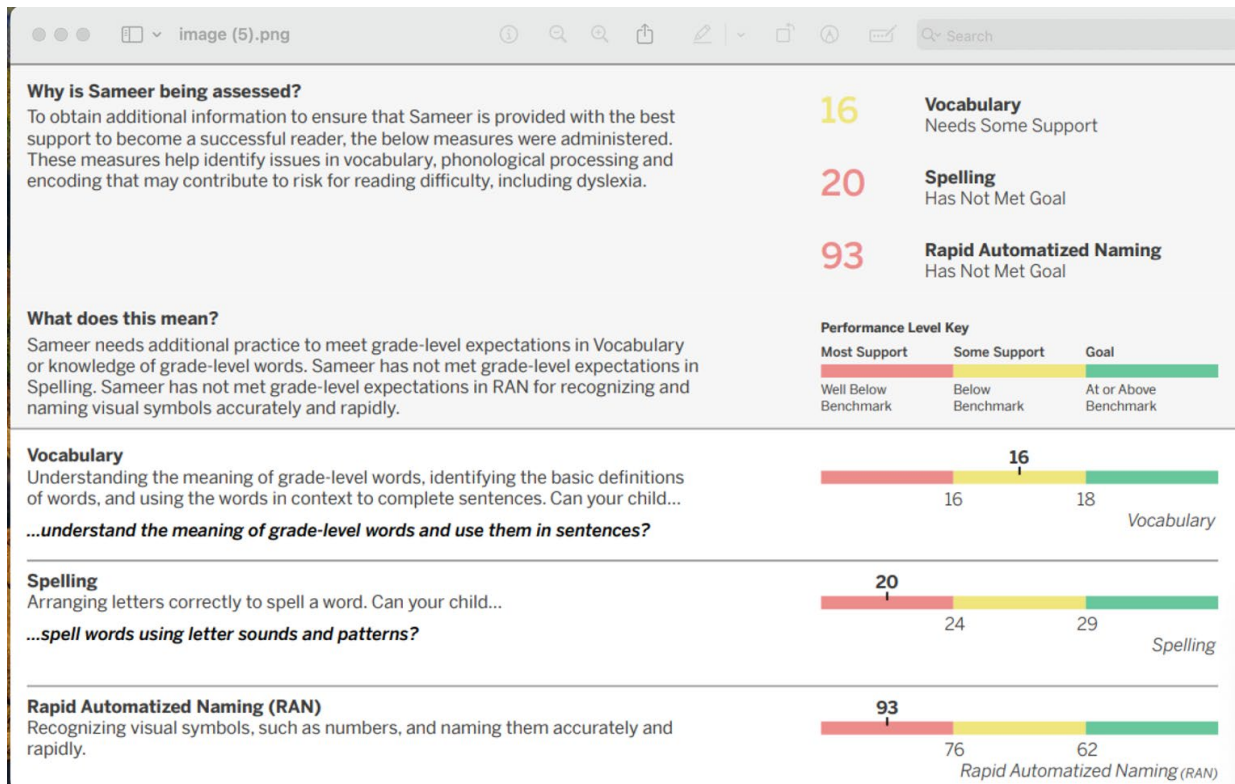 image (5).png
Search
Why is Sameer being assessed?
To obtain additional information to ensure that Sameer is provided with the best
support to become a successful reader, the below measures were administered.
These measures help identify issues in vocabulary, phonological processing and
encoding that may contribute to risk for reading difficulty, including dyslexia.
16 Vocabulary
Needs Some Support
20 Spelling
Has Not Met Goal
93 Rapid Automatized Naming
Has Not Met Goal
What does this mean?
Sameer needs additional practice to meet grade-level expectations in Vocabulary
or knowledge of grade-level words. Sameer has not met grade-level expectations in
Spelling. Sameer has not met grade-level expectations in RAN for recognizing and
naming visual symbols accurately and rapidly.
Performance Level Key
Most Support Some Support Goal
Well Below Below At or Above
Benchmark Benchmark Benchmark
Vocabulary
Understanding the meaning of grade-level words, identifying the basic definitions
of words, and using the words in context to complete sentences. Can your child...
...understand the meaning of grade-level words and use them in sentences?
16
16 18
Vocabulary
Spelling
Arranging letters correctly to spell a word. Can your child...
...spell words using letter sounds and patterns?
20
24 29
Spelling
Rapid Automatized Naming (RAN)
Recognizing visual symbols, such as numbers, and naming them accurately and
rapidly.
93
76 62
Rapid Automatized Naming (RAN)